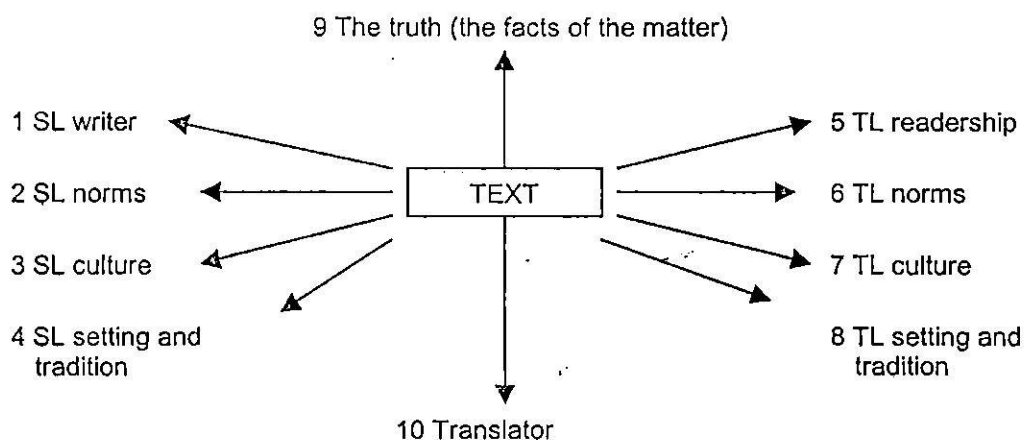 9 The truth (the facts of the matter)
1 SL writer
5 TL readership
TEXT
2 SL norms
6 TL norms
3 SL culture
7 TL culture
4 SL setting and
tradition
8 TL setting and
tradition
10 Translator